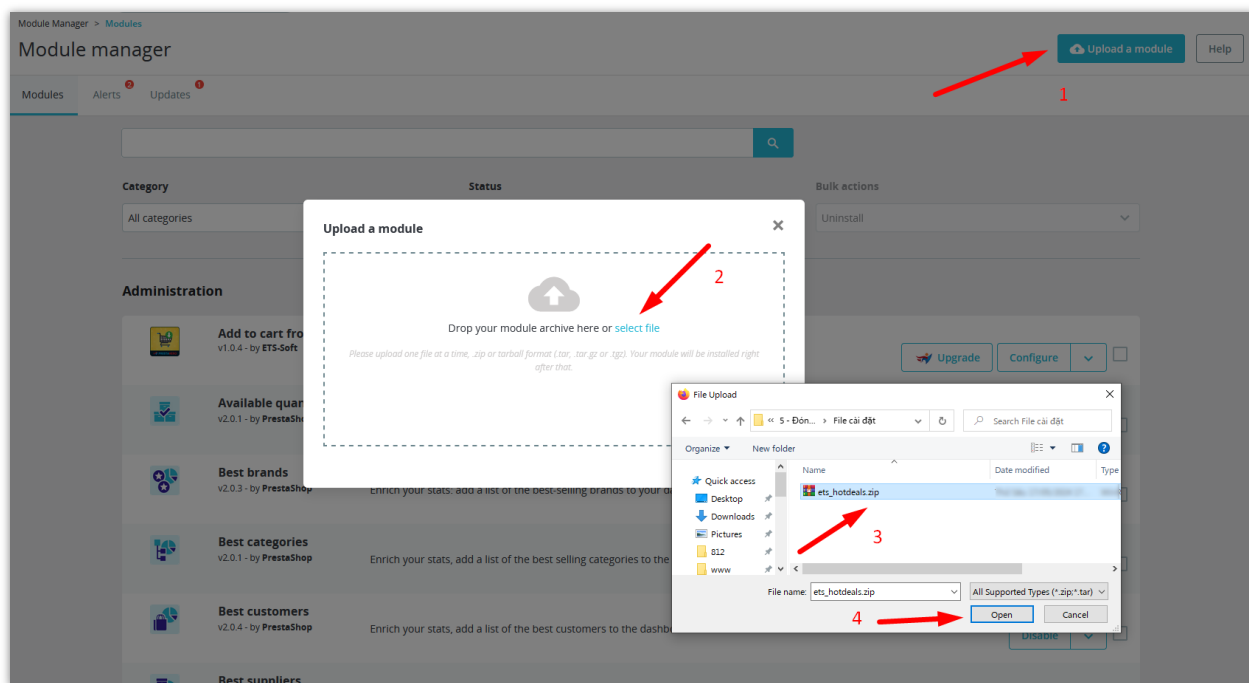 Module Manager > Modules
Module manager
Upload a module
Help
1
Modules
Alerts
2
Updates
1
Category
Status
Bulk actions
All categories
Uninstall
Upload a module
2
Drop your module archive here or select file
Please upload one file at a time, .zip or tarball format (.tar, .tar.gz or .tgz). Your module will be installed right
after that.
Administration
Add to cart fro
v1.0.4 - by ETS-Soft
Upgrade
Configure
Available quan
v2.0.1 - by PrestaSho
Best brands
v2.0.3 - by PrestaShop
Enrich your stats: add a list of the best-selling brands to your da
Best categories
v2.0.1 - by PrestaShop
Enrich your stats, add a list of the best selling categories to the
Best customers
v2.0.4 - by PrestaShop
Enrich your stats, add a list of the best customers to the dashbo
Disable
Best suppliers
File Upload
« 5 - Đón... > File cài đặt
Search File cài đặt
Organize
New folder
Quick access
Desktop
Downloads
Pictures
812
www
Name
Date modified
Type
ets_hotdeals.zip
3
File name:
ets_hotdeals.zip
All Supported Types (*.zip;*.tar)
4
Open
Cancel